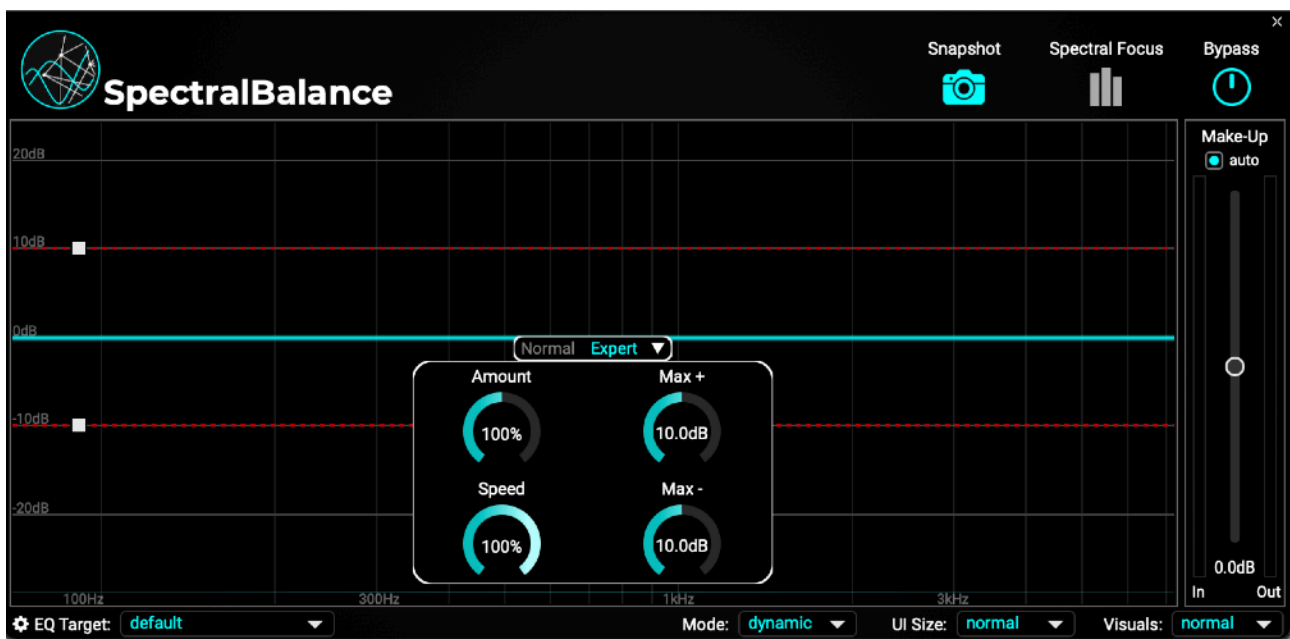 Snapshot Spectral Focus Bypass
SpectralBalance
Make-Up
auto
20dB
10dB
0dB
Normal Expert
Amount Max +
100% 10.0dB
-10dB
Speed Max -
100% 10.0dB
-20dB
0.0dB
In Out
100Hz 300Hz 1kHz 3kHz
EQ Target: default Mode: dynamic UI Size: normal Visuals: normal